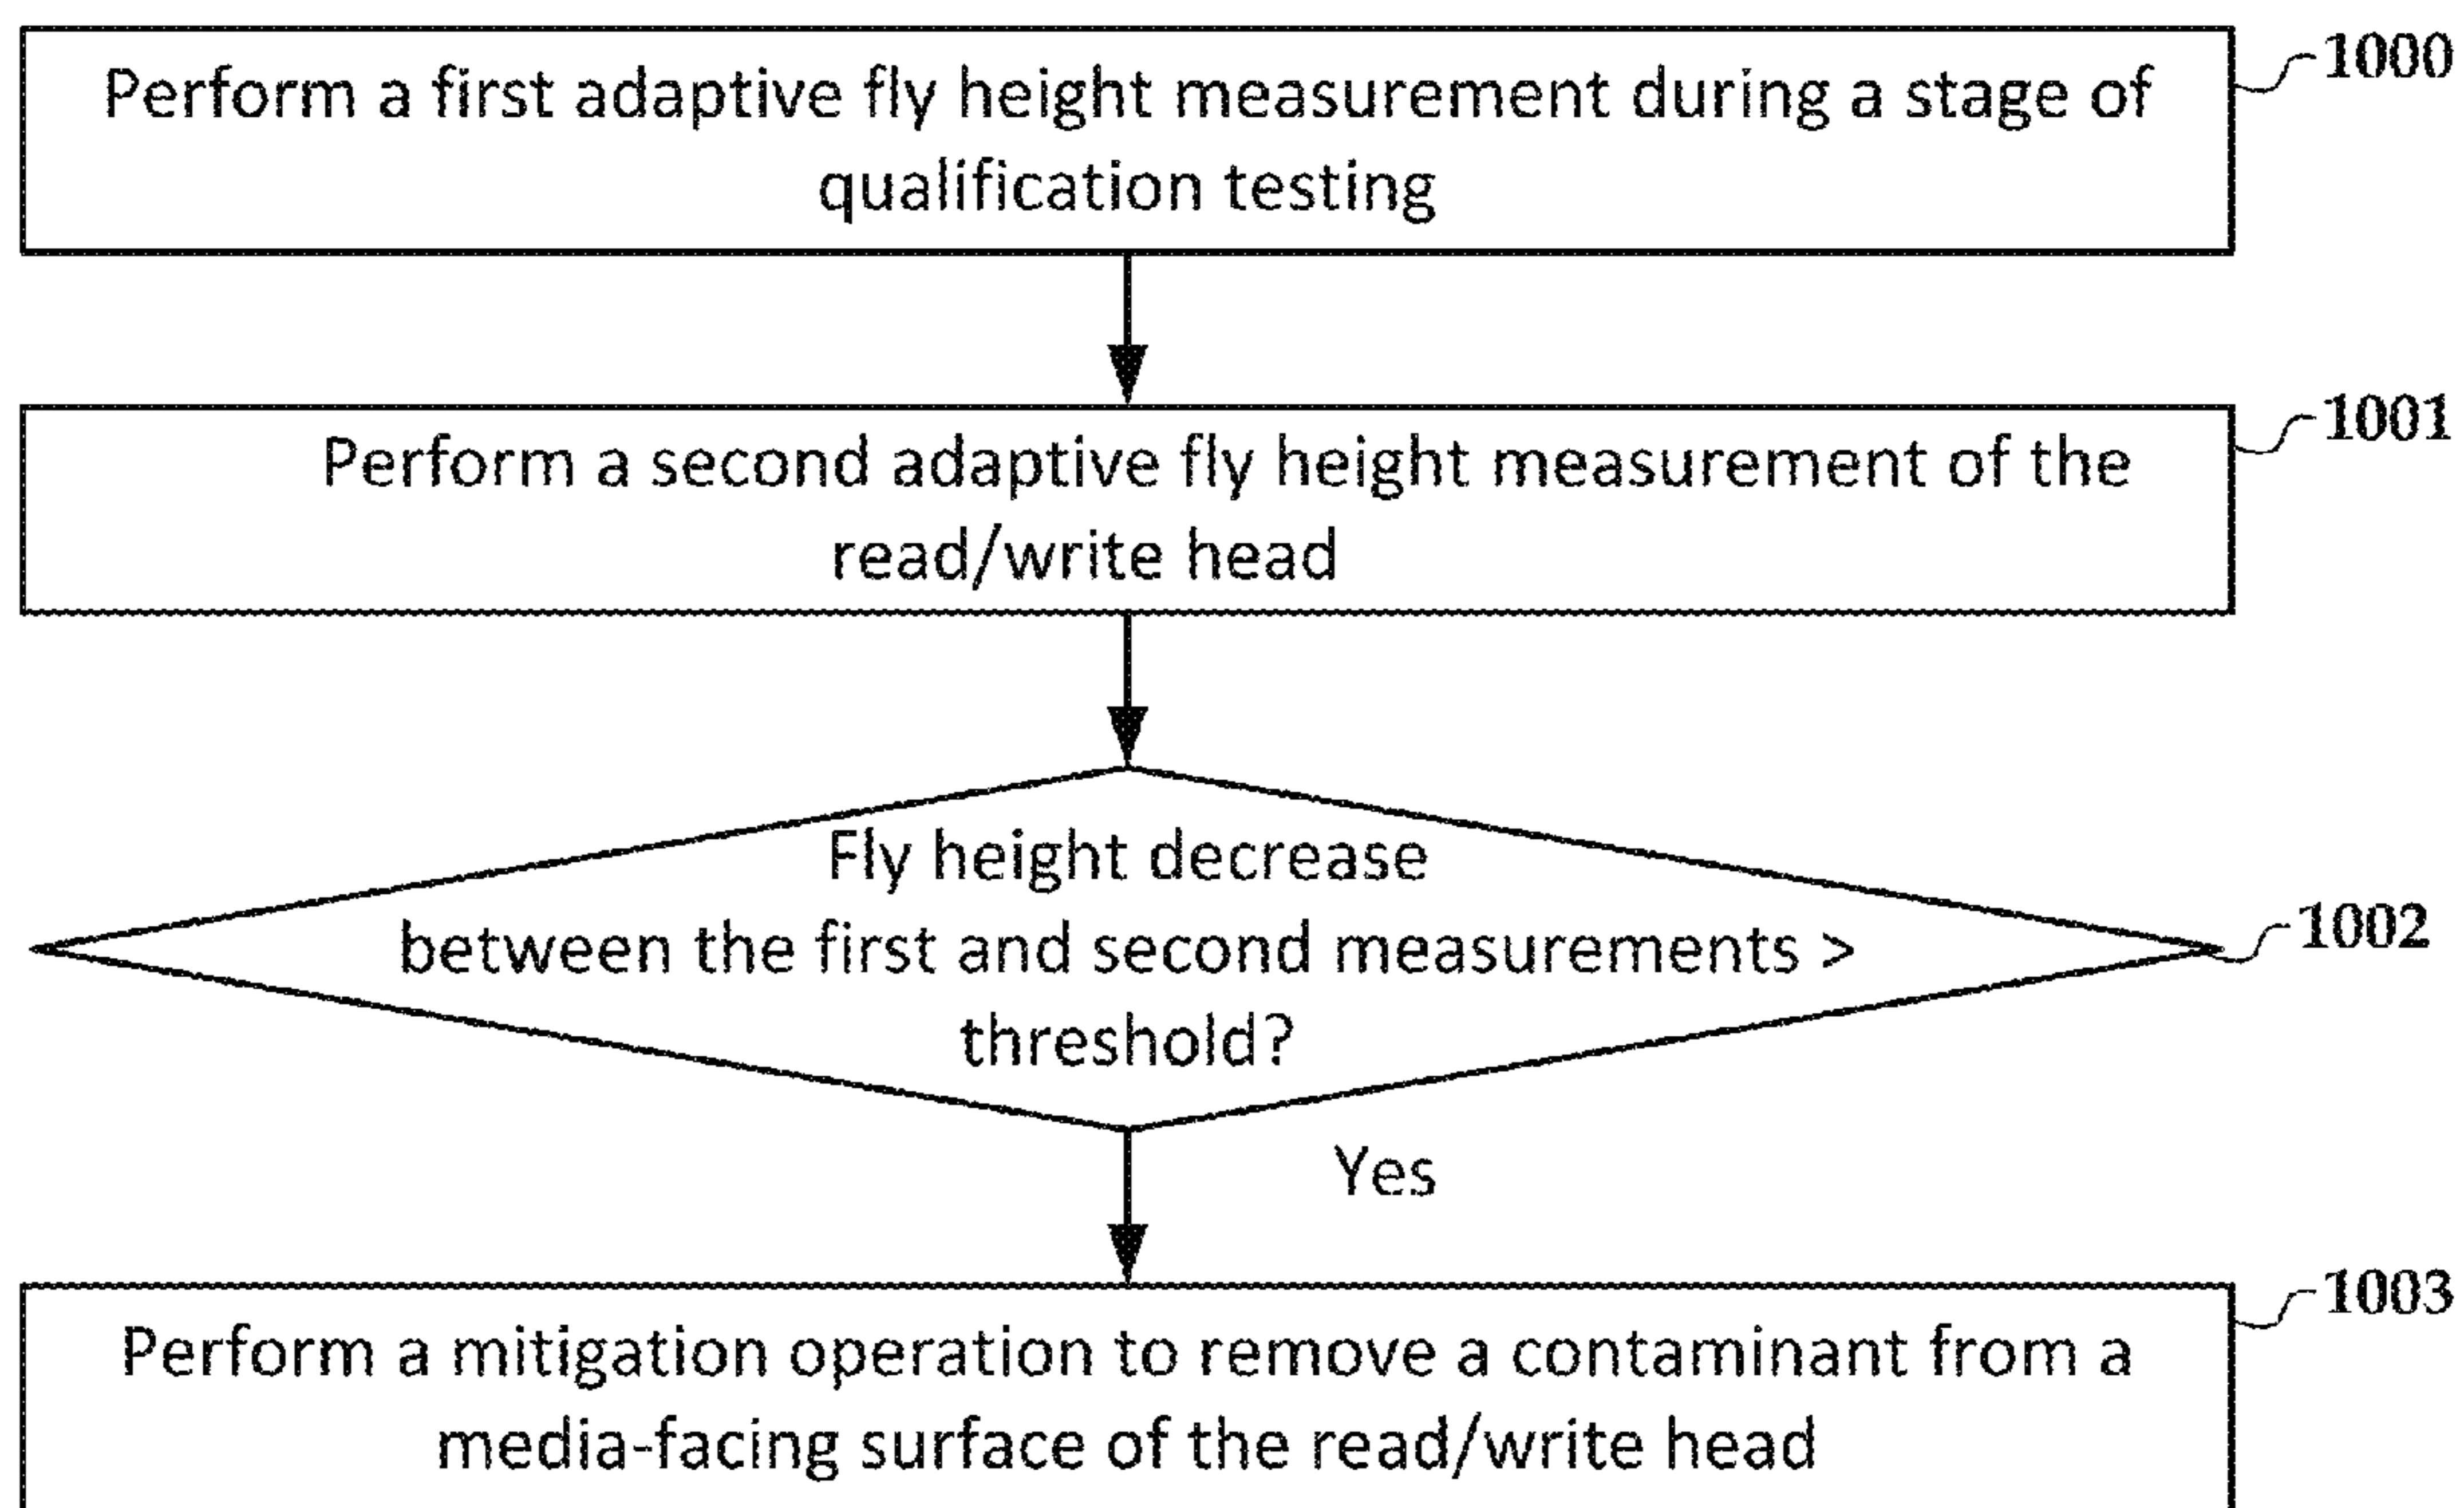 Perform a first adaptive fly height measurement during a stage of
qualification testing
1000
Perform a second adaptive fly height measurement of the
read/write head
1001
Fly height decrease
between the first and second measurements >
threshold?
1002
Yes
Perform a mitigation operation to remove a contaminant from a
media-facing surface of the read/write head
1003